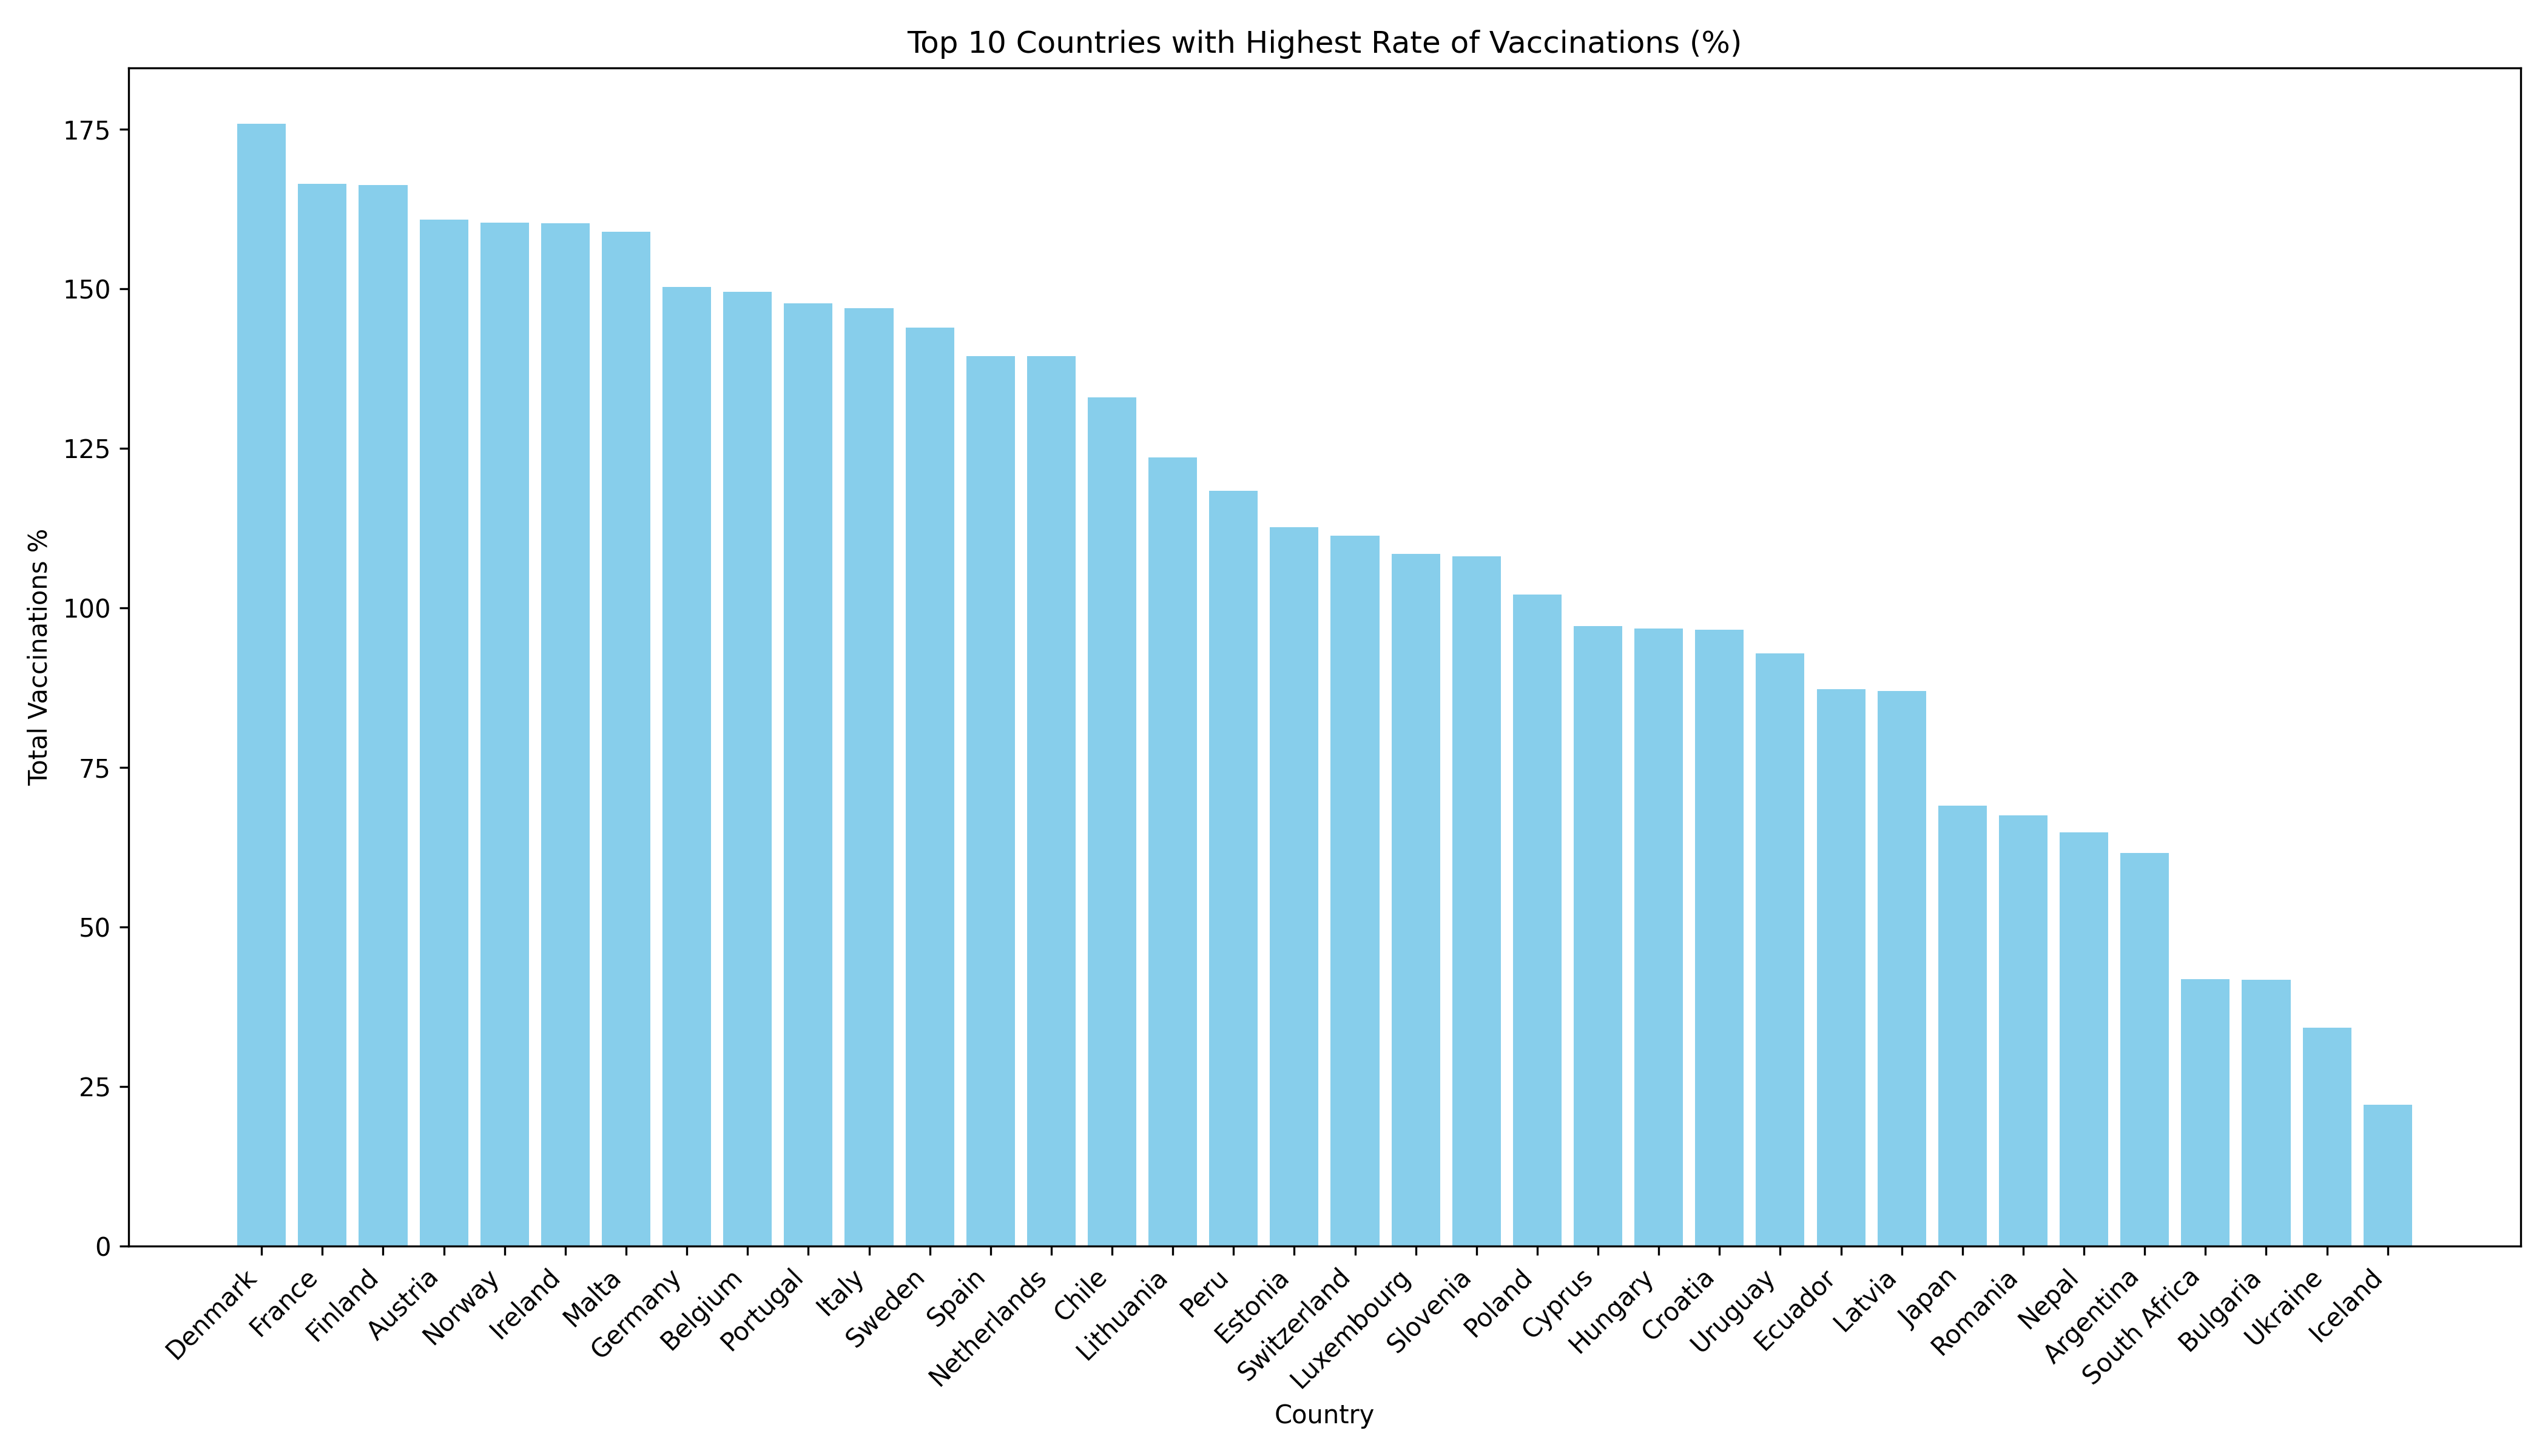 Top 10 Countries with Highest Rate of Vaccinations (%)
Total Vaccinations %
175
150
125
100
75
50
25
0
Denmark
France
Finland
Austria
Norway
Ireland
Malta
Germany
Belgium
Portugal
Italy
Sweden
Spain
Netherlands
Chile
Lithuania
Peru
Estonia
Switzerland
Luxembourg
Slovenia
Poland
Cyprus
Hungary
Croatia
Uruguay
Ecuador
Latvia
Japan
Romania
Nepal
Argentina
South Africa
Bulgaria
Ukraine
Iceland
Country